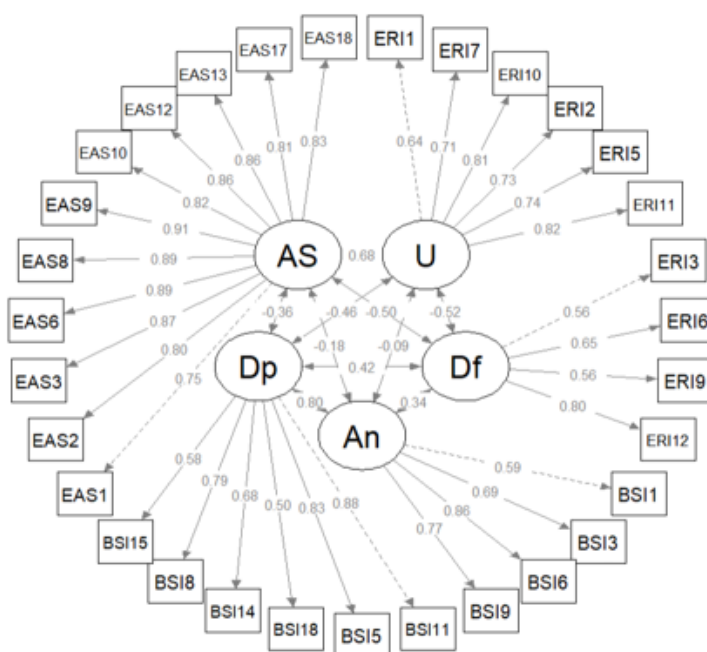 EAS18 ERI1
EAS17 ERI7
EAS13 ERI10
EAS12 ERI2
EAS10 ERI5
EAS9 ERI11
EAS8 ERI3
EAS6 ERI6
EAS3 ERI9
EAS2 ERI12
EAS1 BSI1
BSI15 BSI3
BSI8 BSI6
BSI14 BSI9
BSI18 BSI5 BSI11
AS 0.68 U
Dp Df
An
0.83 0.64
0.81 0.71
0.86 0.81
0.86 0.73
0.82 0.74
0.91 0.82
0.89
0.89
0.87
0.80
0.75
-0.36 -0.46 -0.50 -0.52
-0.18 -0.09
0.42
0.80 0.34
0.56
0.65
0.56
0.80
0.58 0.79 0.68 0.50 0.83 0.88
0.59
0.69
0.86
0.77